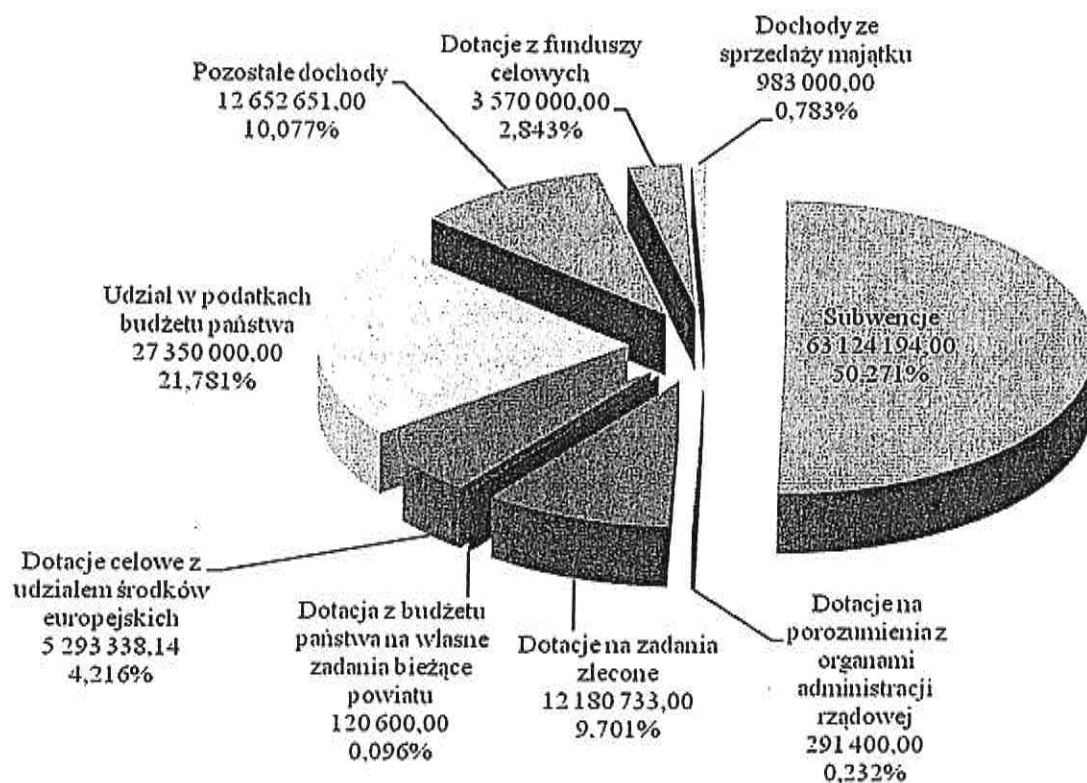 Dochody ze
sprzedaży majątku
983 000,00
0,783%
Dotacje z funduszy
celowych
3 570 000,00
2,843%
Pozostałe dochody
12 652 651,00
10,077%
Udział w podatkach
budżetu państwa
27 350 000,00
21,781%
Subwencje
63 124 194,00
50,271%
Dotacje celowe z
udziałem środków
europejskich
5 293 338,14
4,216%
Dotacja z budżetu
państwa na własne
zadania bieżące
powiatu
120 600,00
0,096%
Dotacje na zadania
zlecone
12 180 733,00
9,701%
Dotacje na
porozumienia z
organami
administracji
rządowej
291 400,00
0,232%